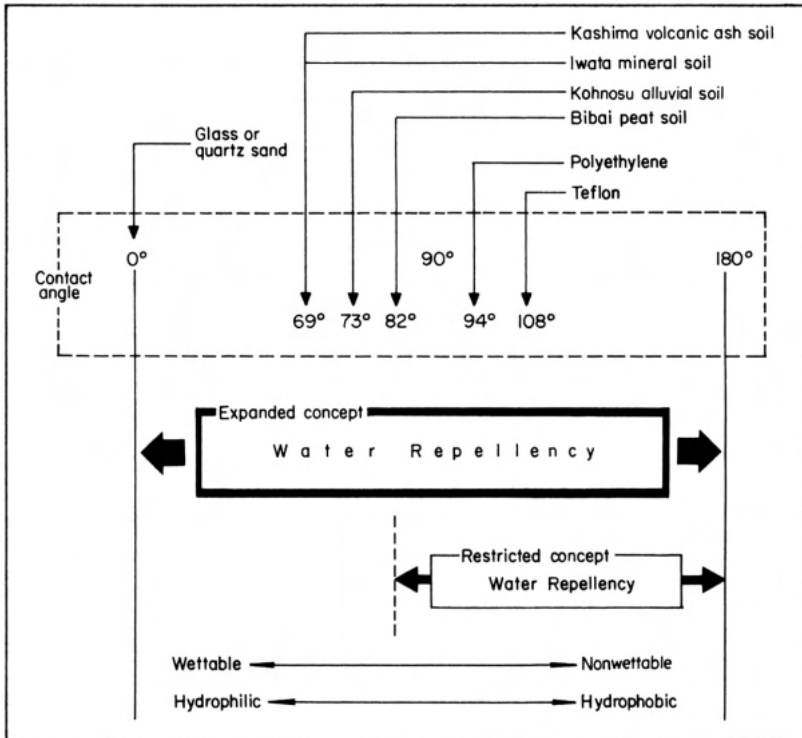 Kashima volcanic ash soil
Iwata mineral soil
Kohnosu alluvial soil
Bibai peat soil
Glass or
quartz sand
Polyethylene
Teflon
Contact
angle
0° 90° 180°
69° 73° 82° 94° 108°
Expanded concept
Water Repellency
Restricted concept
Water Repellency
Wettable Nonwettable
Hydrophilic Hydrophobic